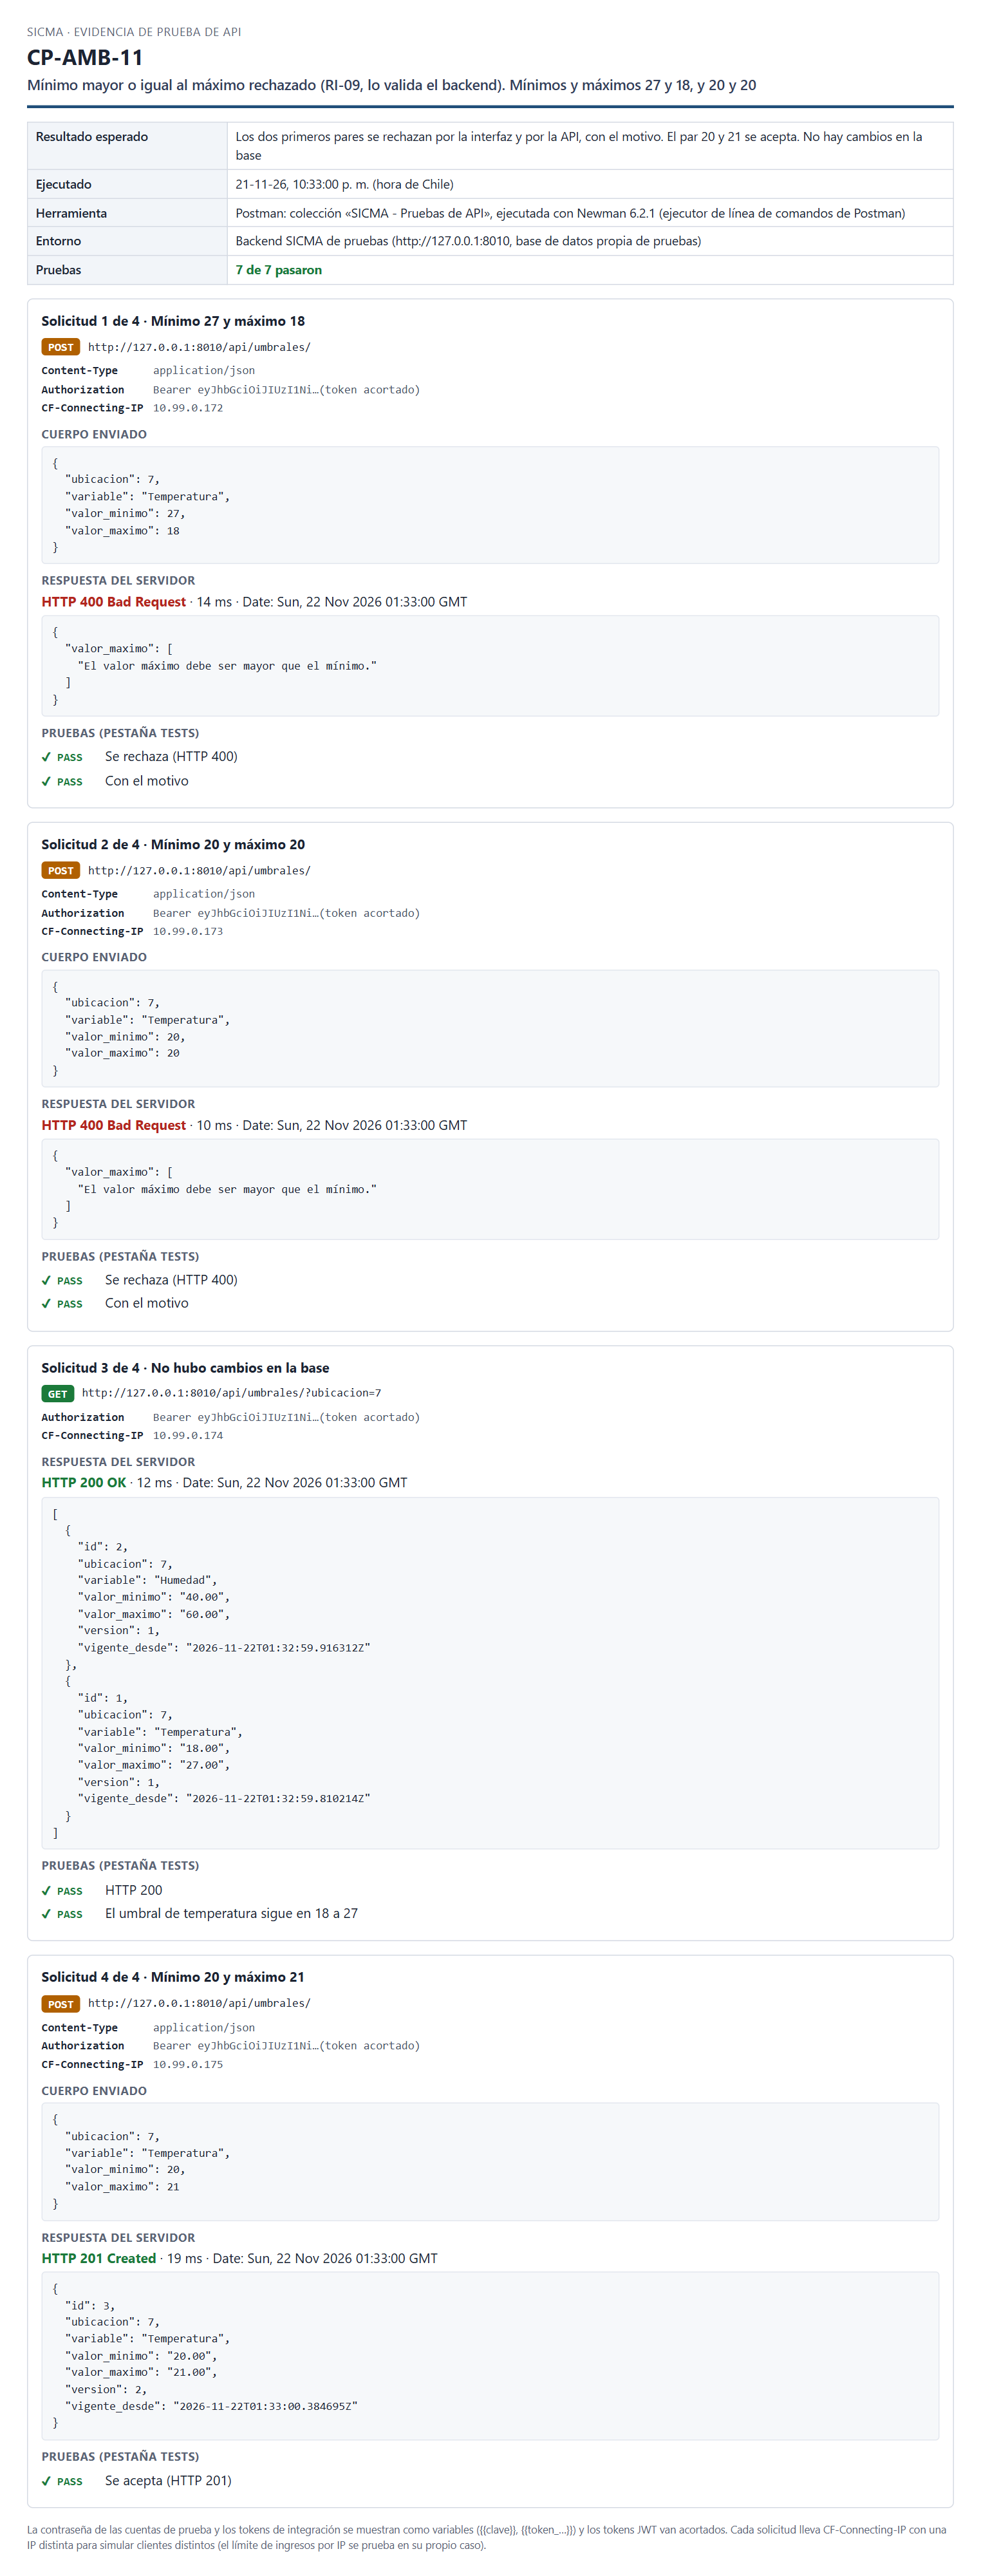 SICMA · EVIDENCIA DE PRUEBA DE API
CP-AMB-11
Mínimo mayor o igual al máximo rechazado (RI-09, lo valida el backend). Mínimos y máximos 27 y 18, y 20 y 20
Resultado esperado
Los dos primeros pares se rechazan por la interfaz y por la API, con el motivo. El par 20 y 21 se acepta. No hay cambios en la
base
Ejecutado
21-11-26, 10:33:00 p. m. (hora de Chile)
Herramienta
Postman: colección «SICMA - Pruebas de API», ejecutada con Newman 6.2.1 (ejecutor de línea de comandos de Postman)
Entorno
Backend SICMA de pruebas (http://127.0.0.1:8010, base de datos propia de pruebas)
Pruebas
7 de 7 pasaron
Solicitud 1 de 4 · Mínimo 27 y máximo 18
POST http://127.0.0.1:8010/api/umbrales/
Content-Type application/json
Authorization Bearer eyJhbGciOiJIUzI1Ni…(token acortado)
CF-Connecting-IP 10.99.0.172
CUERPO ENVIADO
{
"ubicacion": 7,
"variable": "Temperatura",
"valor_minimo": 27,
"valor_maximo": 18
}
RESPUESTA DEL SERVIDOR
HTTP 400 Bad Request · 14 ms · Date: Sun, 22 Nov 2026 01:33:00 GMT
{
"valor_maximo": [
"El valor máximo debe ser mayor que el mínimo."
]
}
PRUEBAS (PESTAÑA TESTS)
✔ PASS Se rechaza (HTTP 400)
✔ PASS Con el motivo
Solicitud 2 de 4 · Mínimo 20 y máximo 20
POST http://127.0.0.1:8010/api/umbrales/
Content-Type application/json
Authorization Bearer eyJhbGciOiJIUzI1Ni…(token acortado)
CF-Connecting-IP 10.99.0.173
CUERPO ENVIADO
{
"ubicacion": 7,
"variable": "Temperatura",
"valor_minimo": 20,
"valor_maximo": 20
}
RESPUESTA DEL SERVIDOR
HTTP 400 Bad Request · 10 ms · Date: Sun, 22 Nov 2026 01:33:00 GMT
{
"valor_maximo": [
"El valor máximo debe ser mayor que el mínimo."
]
}
PRUEBAS (PESTAÑA TESTS)
✔ PASS Se rechaza (HTTP 400)
✔ PASS Con el motivo
Solicitud 3 de 4 · No hubo cambios en la base
GET http://127.0.0.1:8010/api/umbrales/?ubicacion=7
Authorization Bearer eyJhbGciOiJIUzI1Ni…(token acortado)
CF-Connecting-IP 10.99.0.174
RESPUESTA DEL SERVIDOR
HTTP 200 OK · 12 ms · Date: Sun, 22 Nov 2026 01:33:00 GMT
[
{
"id": 2,
"ubicacion": 7,
"variable": "Humedad",
"valor_minimo": "40.00",
"valor_maximo": "60.00",
"version": 1,
"vigente_desde": "2026-11-22T01:32:59.916312Z"
},
{
"id": 1,
"ubicacion": 7,
"variable": "Temperatura",
"valor_minimo": "18.00",
"valor_maximo": "27.00",
"version": 1,
"vigente_desde": "2026-11-22T01:32:59.810214Z"
}
]
PRUEBAS (PESTAÑA TESTS)
✔ PASS HTTP 200
✔ PASS El umbral de temperatura sigue en 18 a 27
Solicitud 4 de 4 · Mínimo 20 y máximo 21
POST http://127.0.0.1:8010/api/umbrales/
Content-Type application/json
Authorization Bearer eyJhbGciOiJIUzI1Ni…(token acortado)
CF-Connecting-IP 10.99.0.175
CUERPO ENVIADO
{
"ubicacion": 7,
"variable": "Temperatura",
"valor_minimo": 20,
"valor_maximo": 21
}
RESPUESTA DEL SERVIDOR
HTTP 201 Created · 19 ms · Date: Sun, 22 Nov 2026 01:33:00 GMT
{
"id": 3,
"ubicacion": 7,
"variable": "Temperatura",
"valor_minimo": "20.00",
"valor_maximo": "21.00",
"version": 2,
"vigente_desde": "2026-11-22T01:33:00.384695Z"
}
PRUEBAS (PESTAÑA TESTS)
✔ PASS Se acepta (HTTP 201)
La contraseña de las cuentas de prueba y los tokens de integración se muestran como variables ({{clave}}, {{token_…}}) y los tokens JWT van acortados. Cada solicitud lleva CF-Connecting-IP con una
IP distinta para simular clientes distintos (el límite de ingresos por IP se prueba en su propio caso).